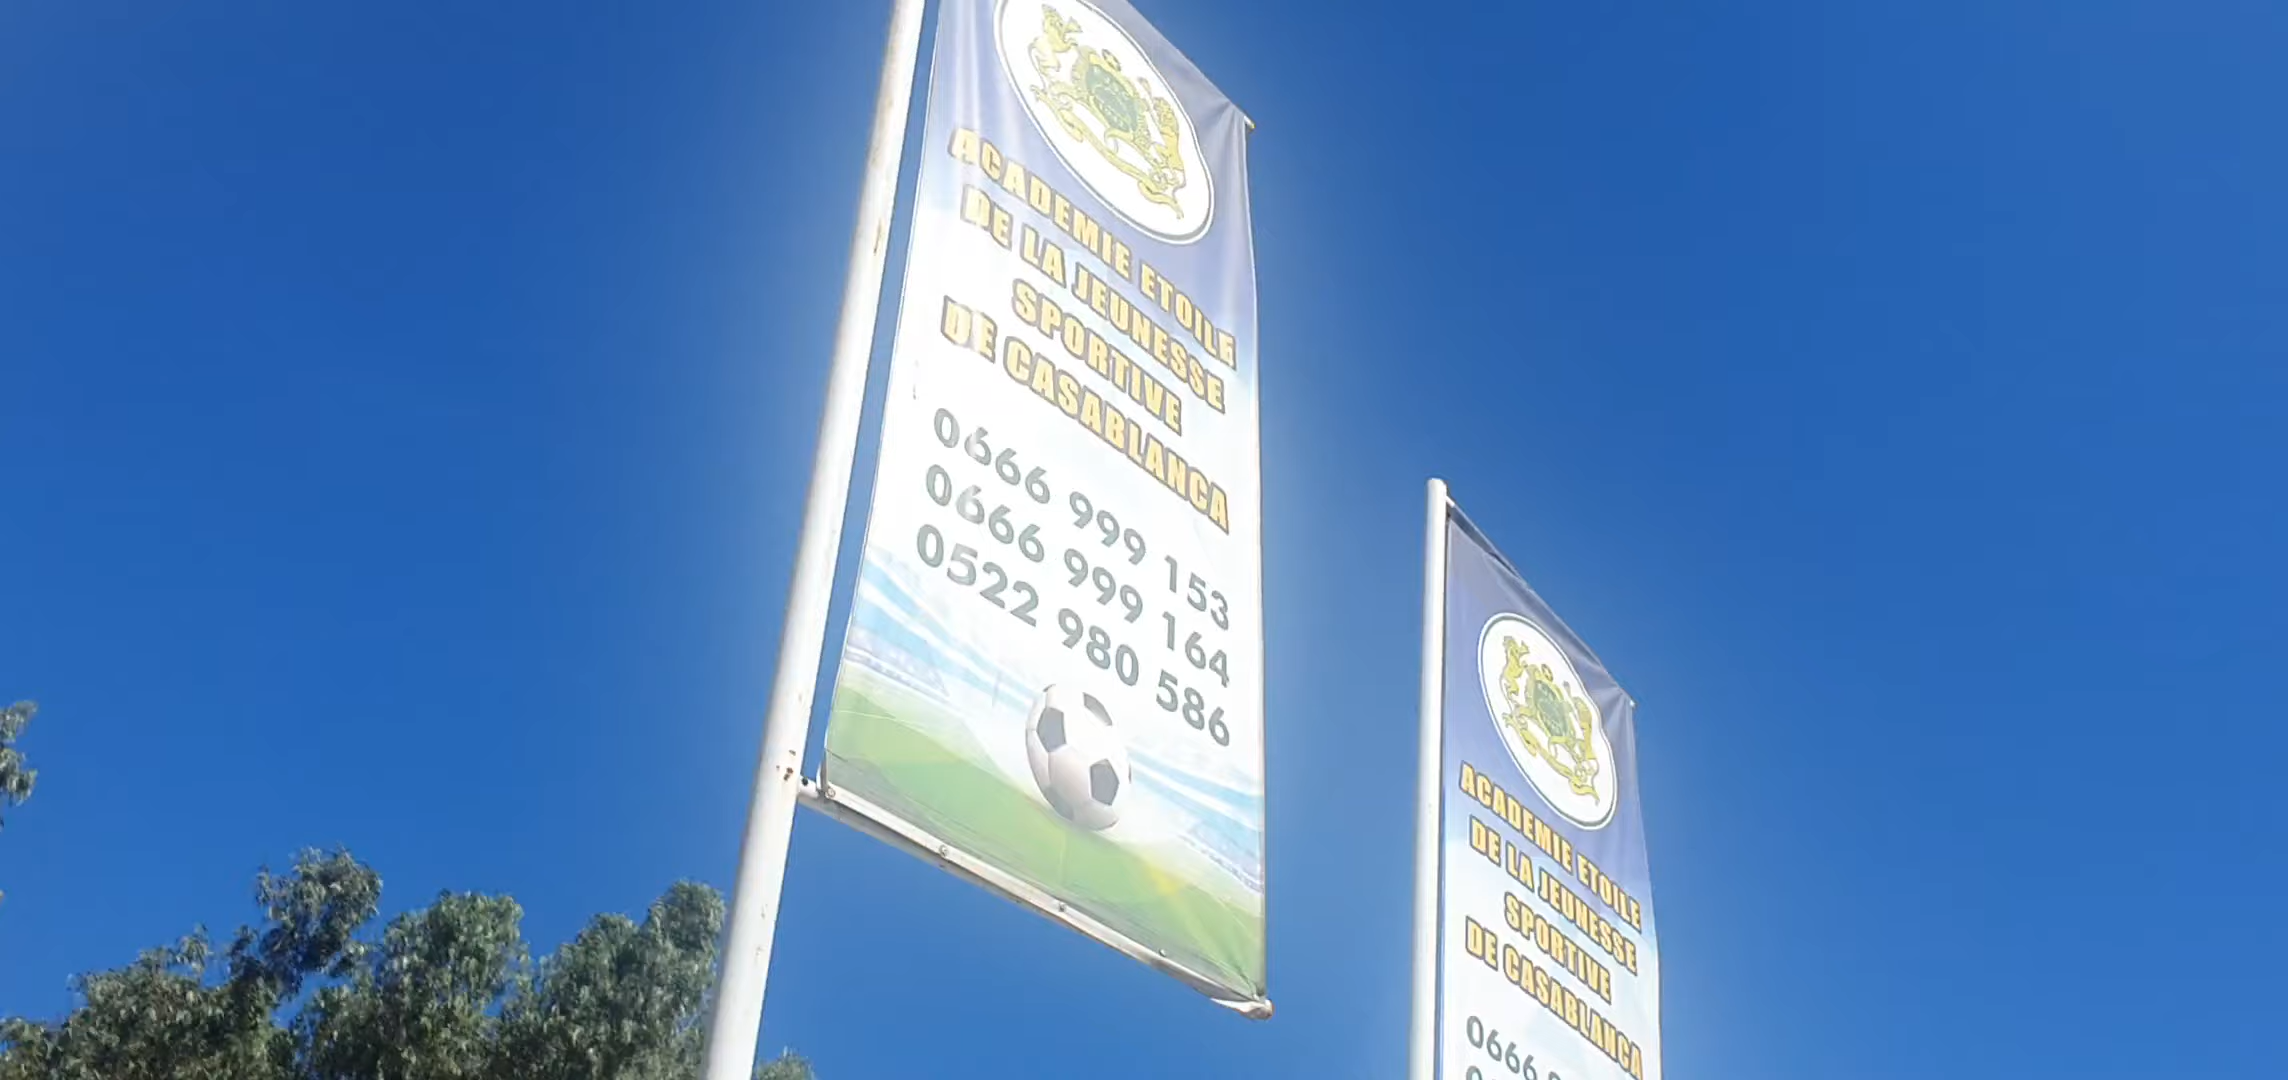 ACADEMIE ETOILE
DE LA JEUNESSE
SPORTIVE
DE CASABLANCA
0666 999 153
0666 999 164
0522 980 586
ACADEMIE ETOILE
DE LA JEUNESSE
SPORTIVE
DE CASABLANCA
0666